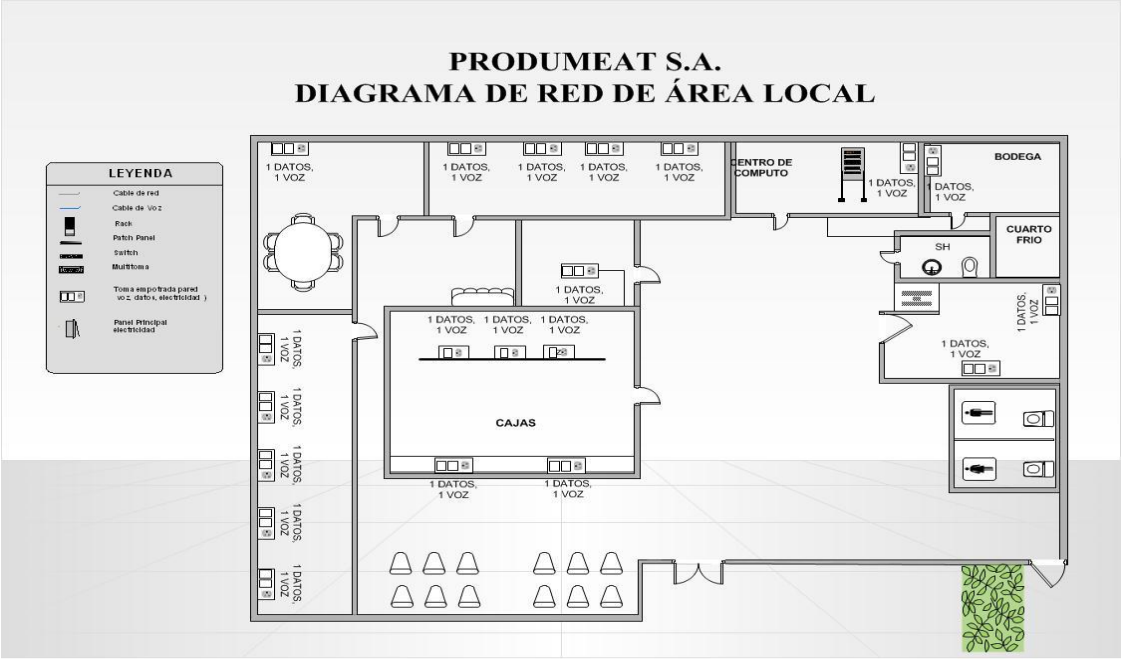 PRODUMEAT S.A.
DIAGRAMA DE RED DE ÁREA LOCAL
LEYENDA
Cable de red
Cable de Voz
Rack
Patch Panel
Switch
Multitoma
Toma empotrada pared
voz, datos, electricidad )
Panel Principal
electricidad
1 DATOS,
1 VOZ
1 DATOS,
1 VOZ
1 DATOS,
1 VOZ
1 DATOS,
1 VOZ
1 DATOS,
1 VOZ
CENTRO DE
COMPUTO
1 DATOS,
1 VOZ
BODEGA
1 DATOS,
1 VOZ
CUARTO
FRIO
SH
1 DATOS,
1 VOZ
1 DATOS,
1 VOZ
1 DATOS,
1 VOZ
1 DATOS,
1 VOZ
1 DATOS,
1 VOZ
1 DATOS,
1 VOZ
CAJAS
1 DATOS,
1 VOZ
1 DATOS,
1 VOZ
1 DATOS,
1 VOZ
1 DATOS,
1 VOZ
1 DATOS,
1 VOZ
1 DATOS,
1 VOZ
1 DATOS,
1 VOZ